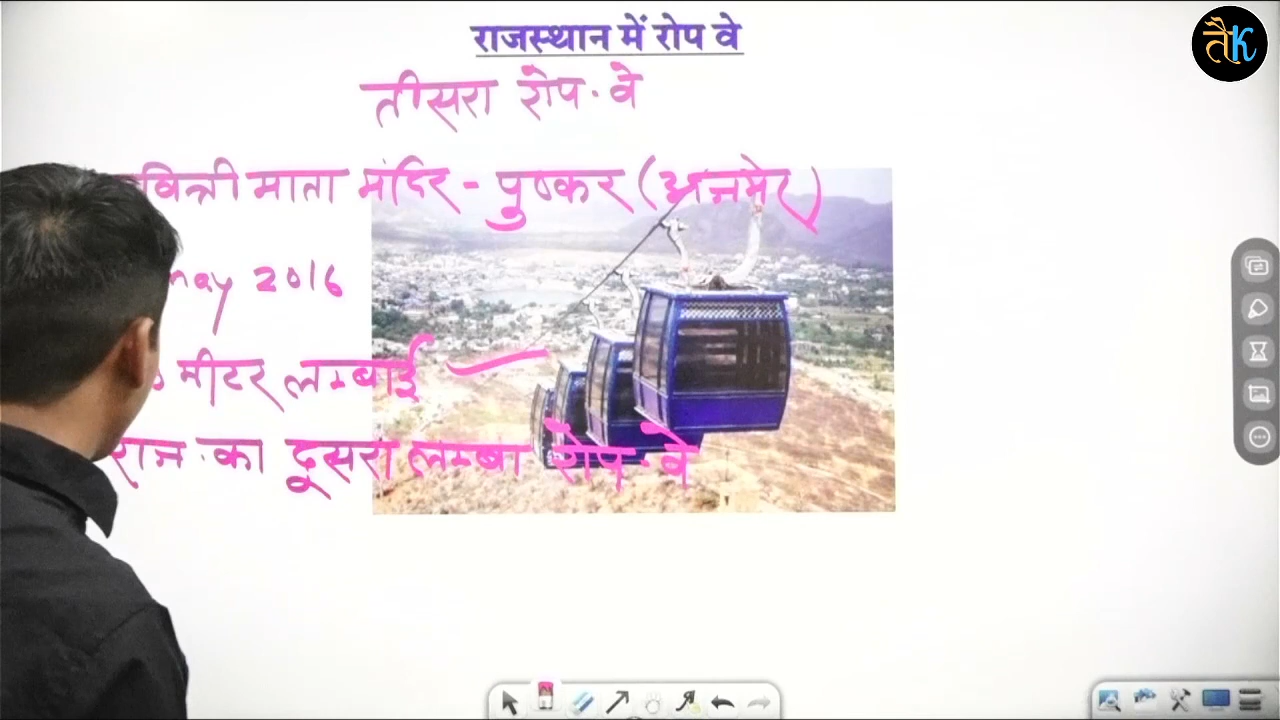 राजस्थान में रोप वे
तीसरा रोप-वे
माता मंदिर - पुष्कर (अजमेर)
may 2016
मीटर लम्बाई
राज. का दूसरा लम्बा रोप-वे
तैK